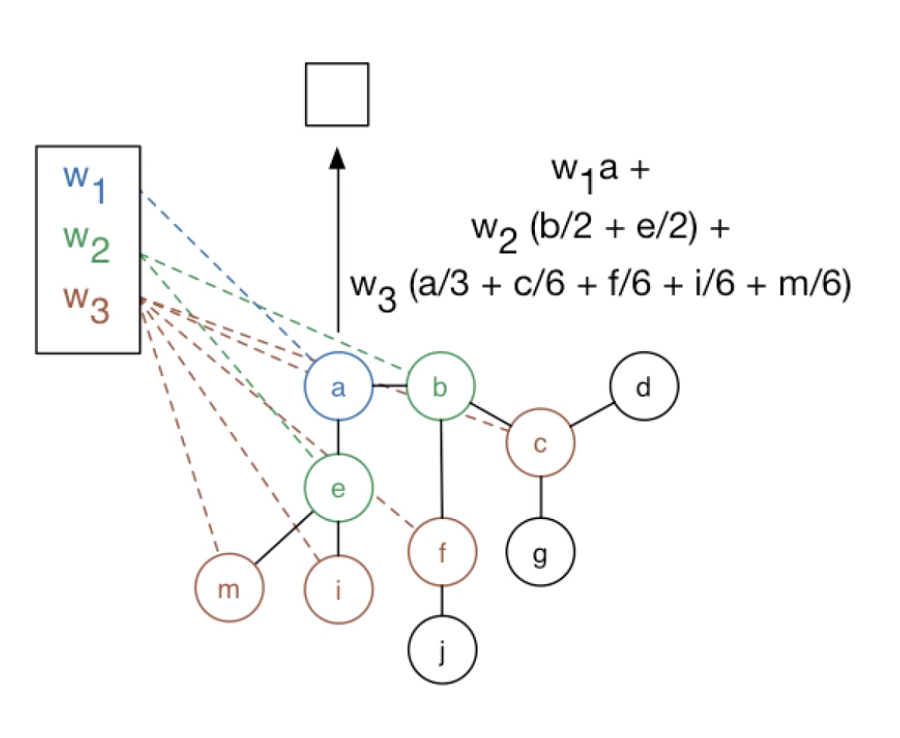 w1
w2
w3
w1a +
w2 (b/2 + e/2) +
w3 (a/3 + c/6 + f/6 + i/6 + m/6)
a
b
d
c
e
f
g
m
i
j